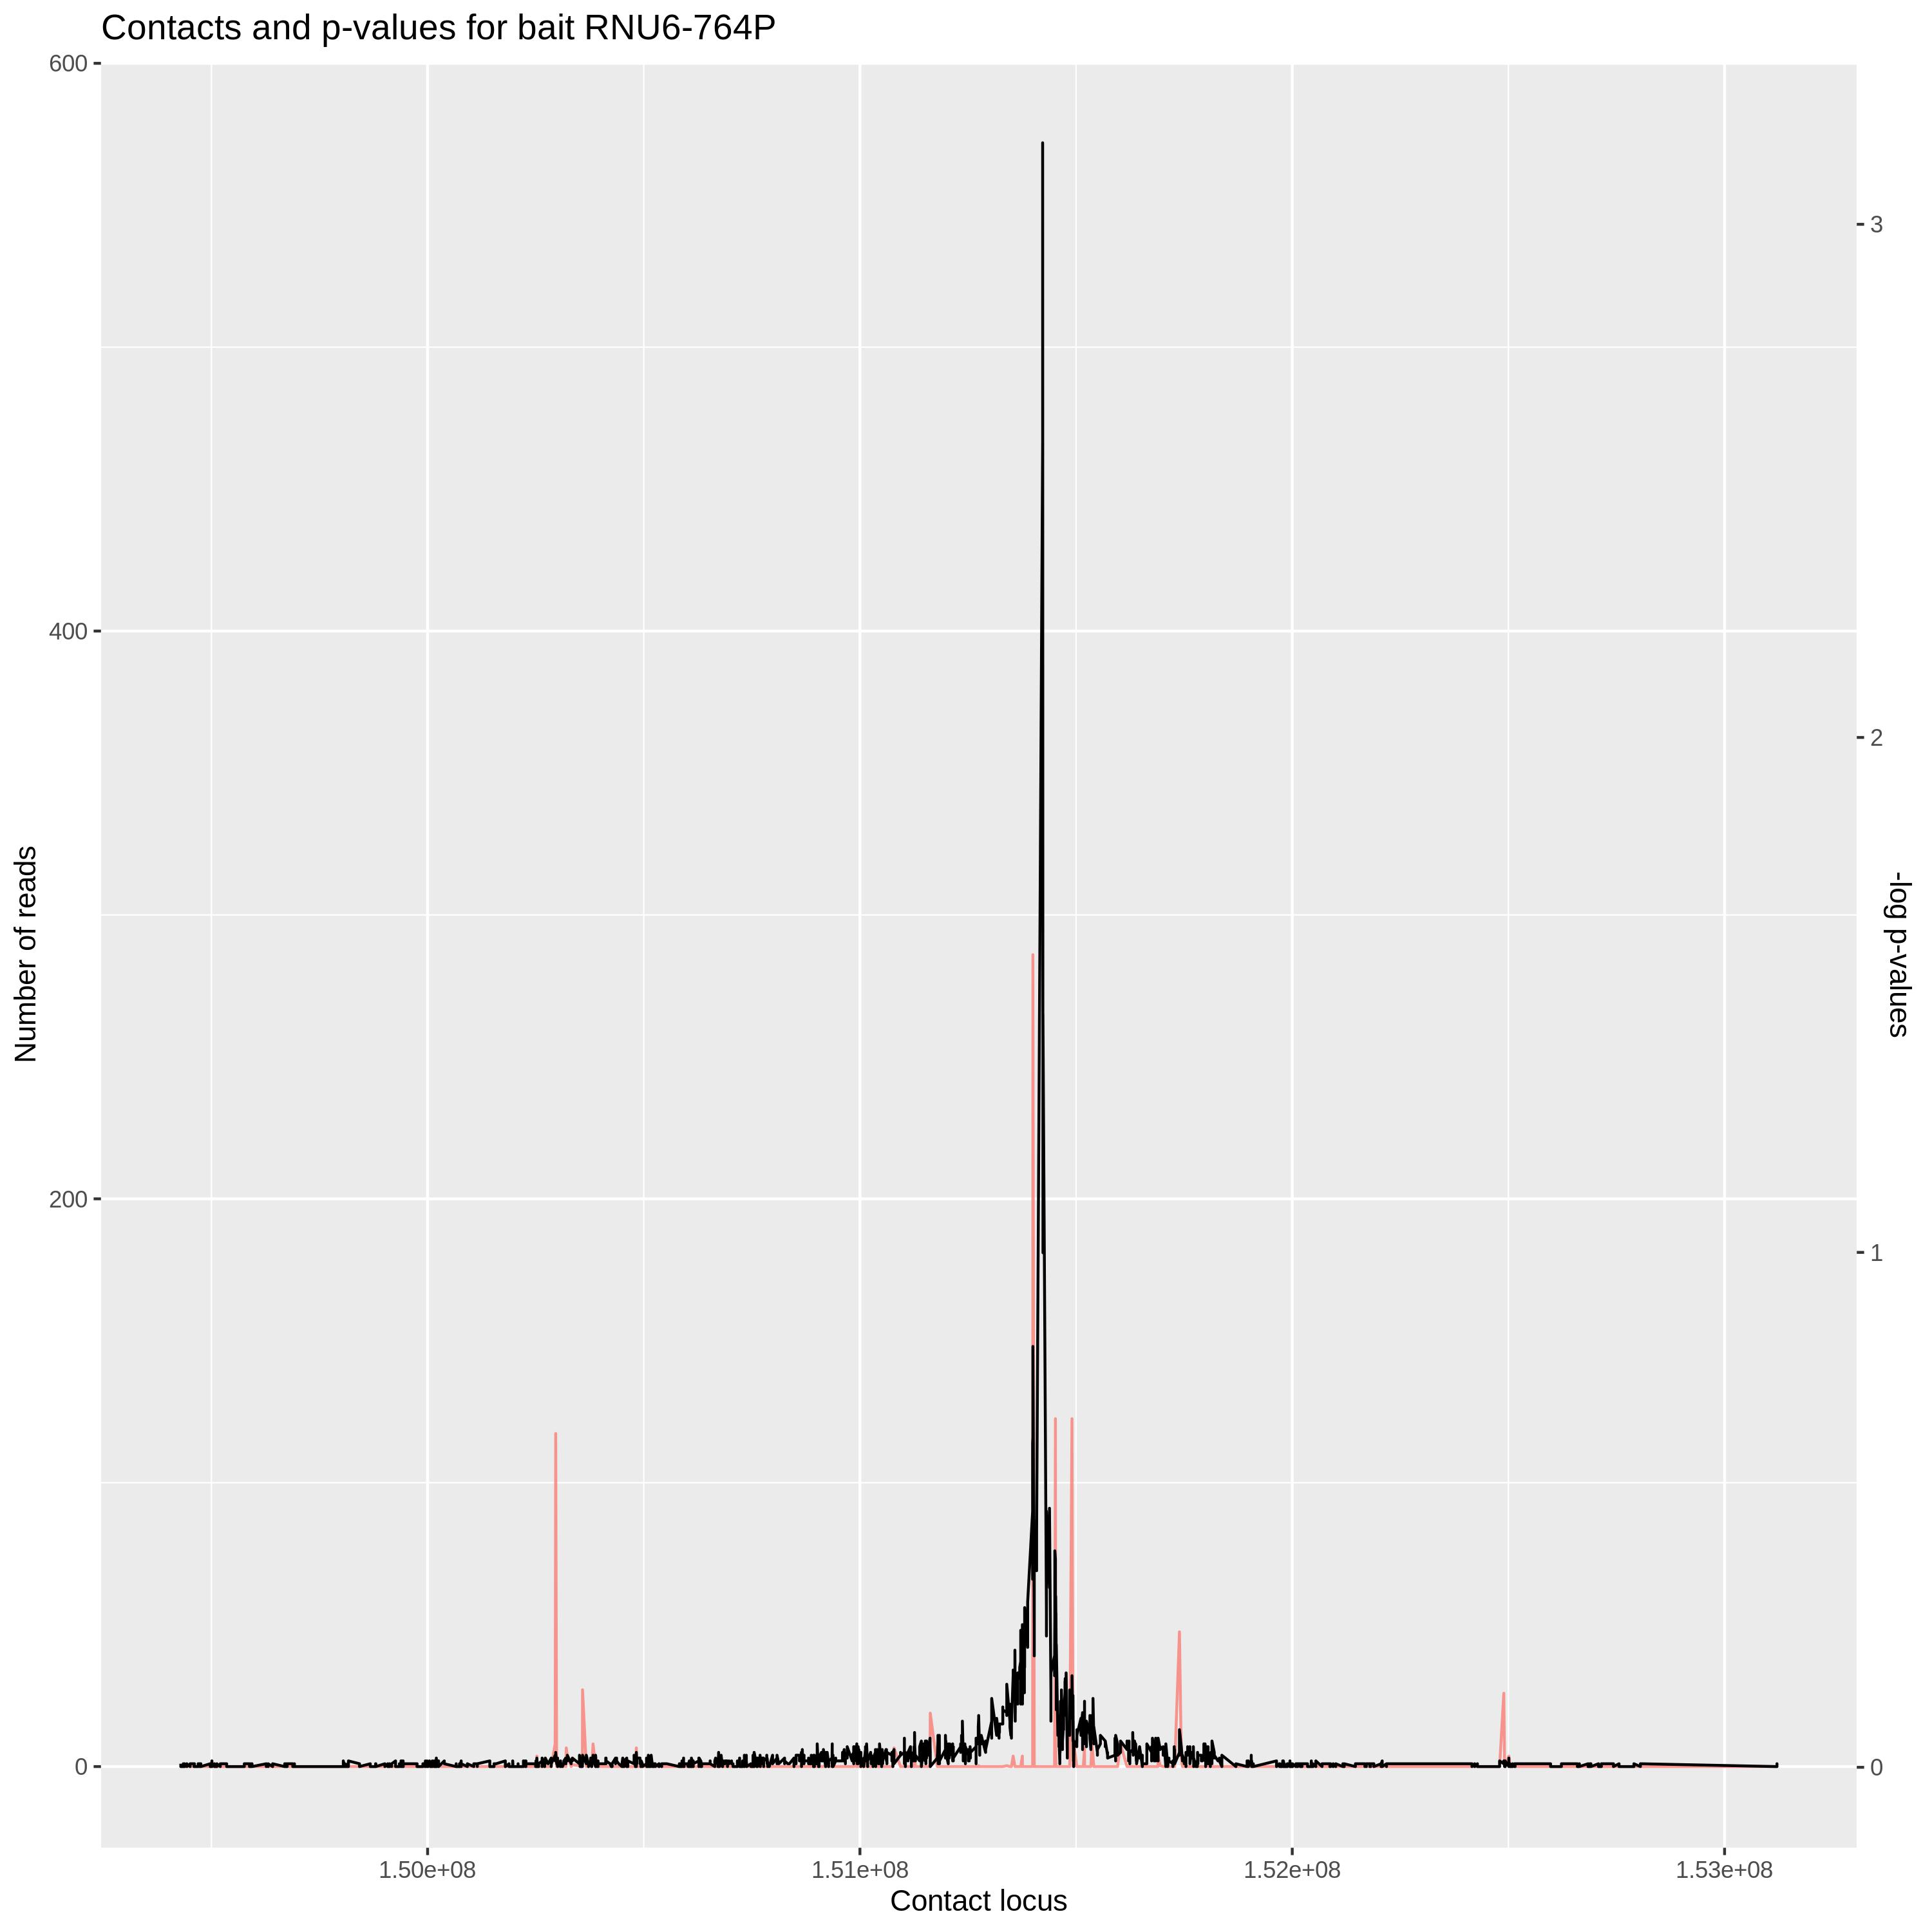 Contacts and p-values for bait RNU6-764P
600
400
200
0
Number of reads
3
2
1
0
-log p-values
1.50e+08
1.51e+08
1.52e+08
1.53e+08
Contact locus